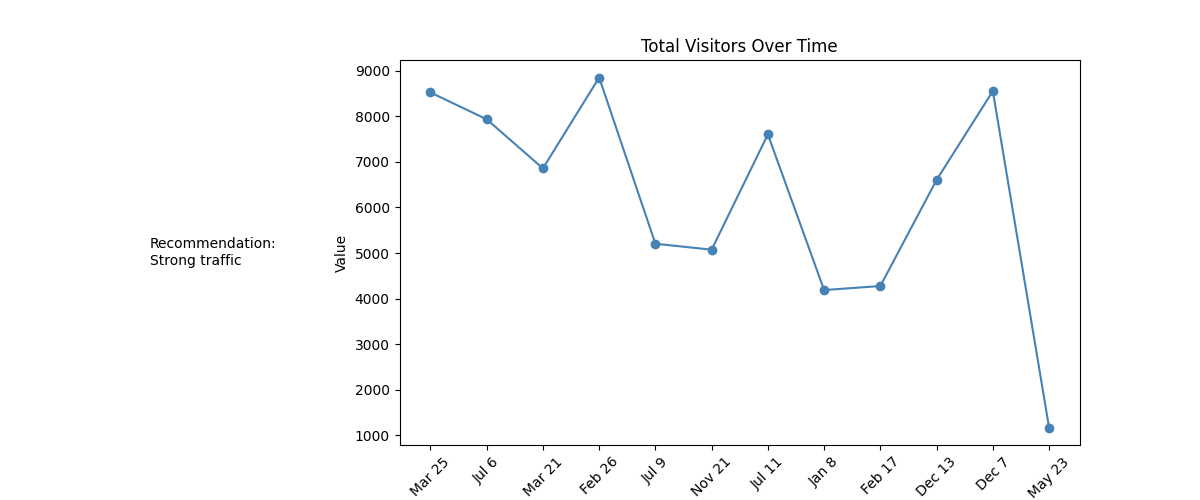 Total Visitors Over Time
Recommendation:
Strong traffic
Value
9000
8000
7000
6000
5000
4000
3000
2000
1000
Mar 25
Jul 6
Mar 21
Feb 26
Jul 9
Nov 21
Jul 11
Jan 8
Feb 17
Dec 13
Dec 7
May 23